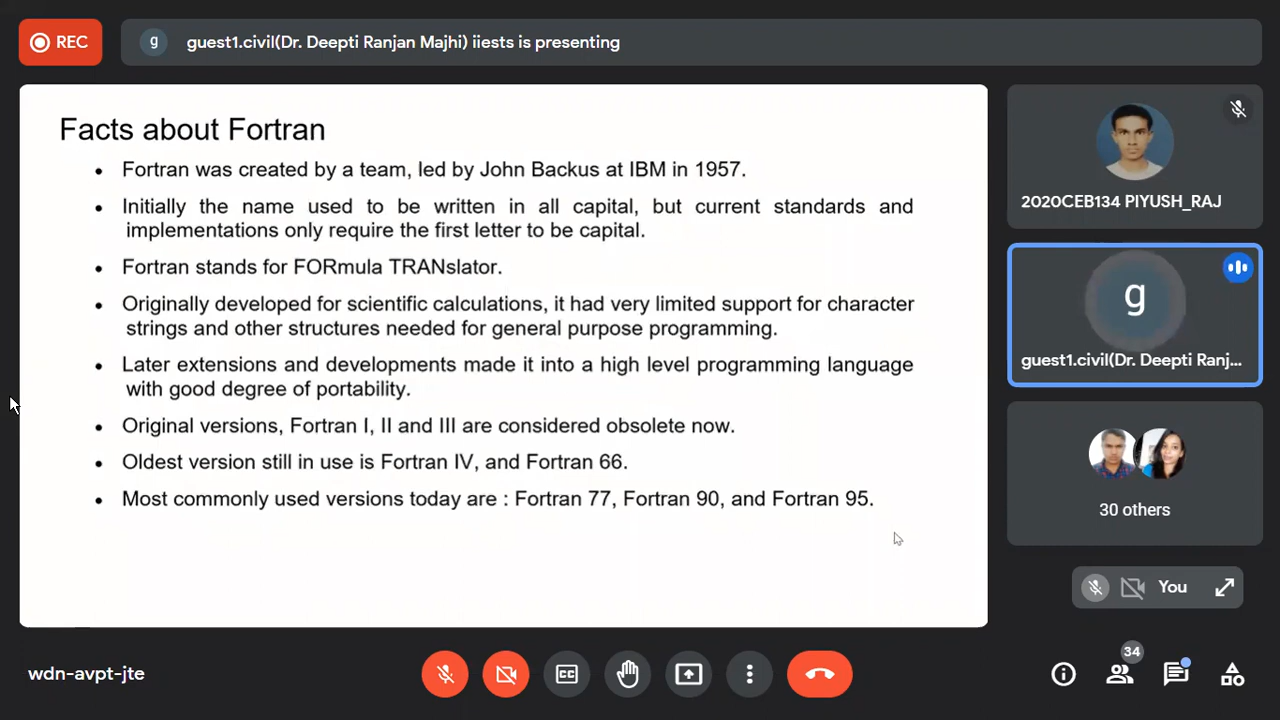 REC
g
guest1.civil(Dr. Deepti Ranjan Majhi) iiests is presenting
Facts about Fortran
• Fortran was created by a team, led by John Backus at IBM in 1957.
• Initially the name used to be written in all capital, but current standards and
implementations only require the first letter to be capital.
• Fortran stands for FORmula TRANslator.
• Originally developed for scientific calculations, it had very limited support for character
strings and other structures needed for general purpose programming.
• Later extensions and developments made it into a high level programming language
with good degree of portability.
• Original versions, Fortran I, II and III are considered obsolete now.
• Oldest version still in use is Fortran IV, and Fortran 66.
• Most commonly used versions today are : Fortran 77, Fortran 90, and Fortran 95.
2020CEB134 PIYUSH_RAJ
g
guest1.civil(Dr. Deepti Ranj...
30 others
You
wdn-avpt-jte
CC
34